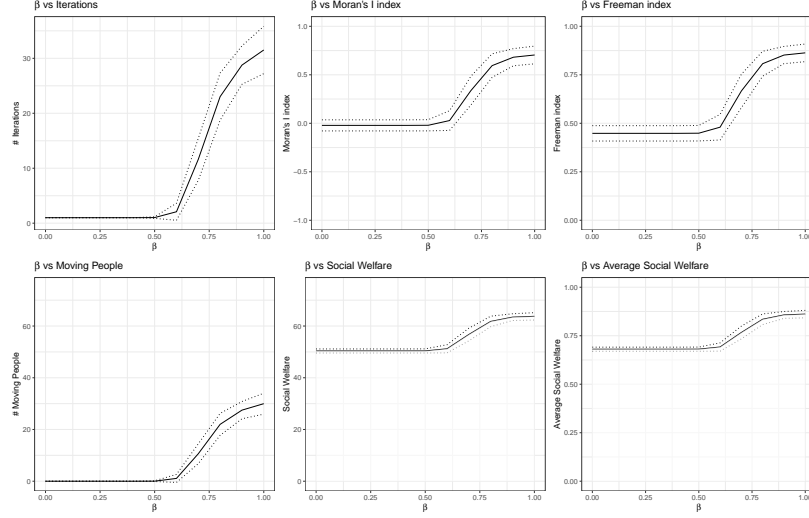 β vs Iterations
# Iterations
30
20
10
0
0.00 0.25 0.50 0.75 1.00
β
β vs Moran's I index
Moran's I index
1.0
0.5
0.0
−0.5
−1.0
0.00 0.25 0.50 0.75 1.00
β
β vs Freeman index
Freeman index
1.00
0.75
0.50
0.25
0.00
0.00 0.25 0.50 0.75 1.00
β
β vs Moving People
# Moving People
60
40
20
0
0.00 0.25 0.50 0.75 1.00
β
β vs Social Welfare
Social Welfare
60
40
20
0
0.00 0.25 0.50 0.75 1.00
β
β vs Average Social Welfare
Average Social Welfare
1.00
0.75
0.50
0.25
0.00
0.00 0.25 0.50 0.75 1.00
β